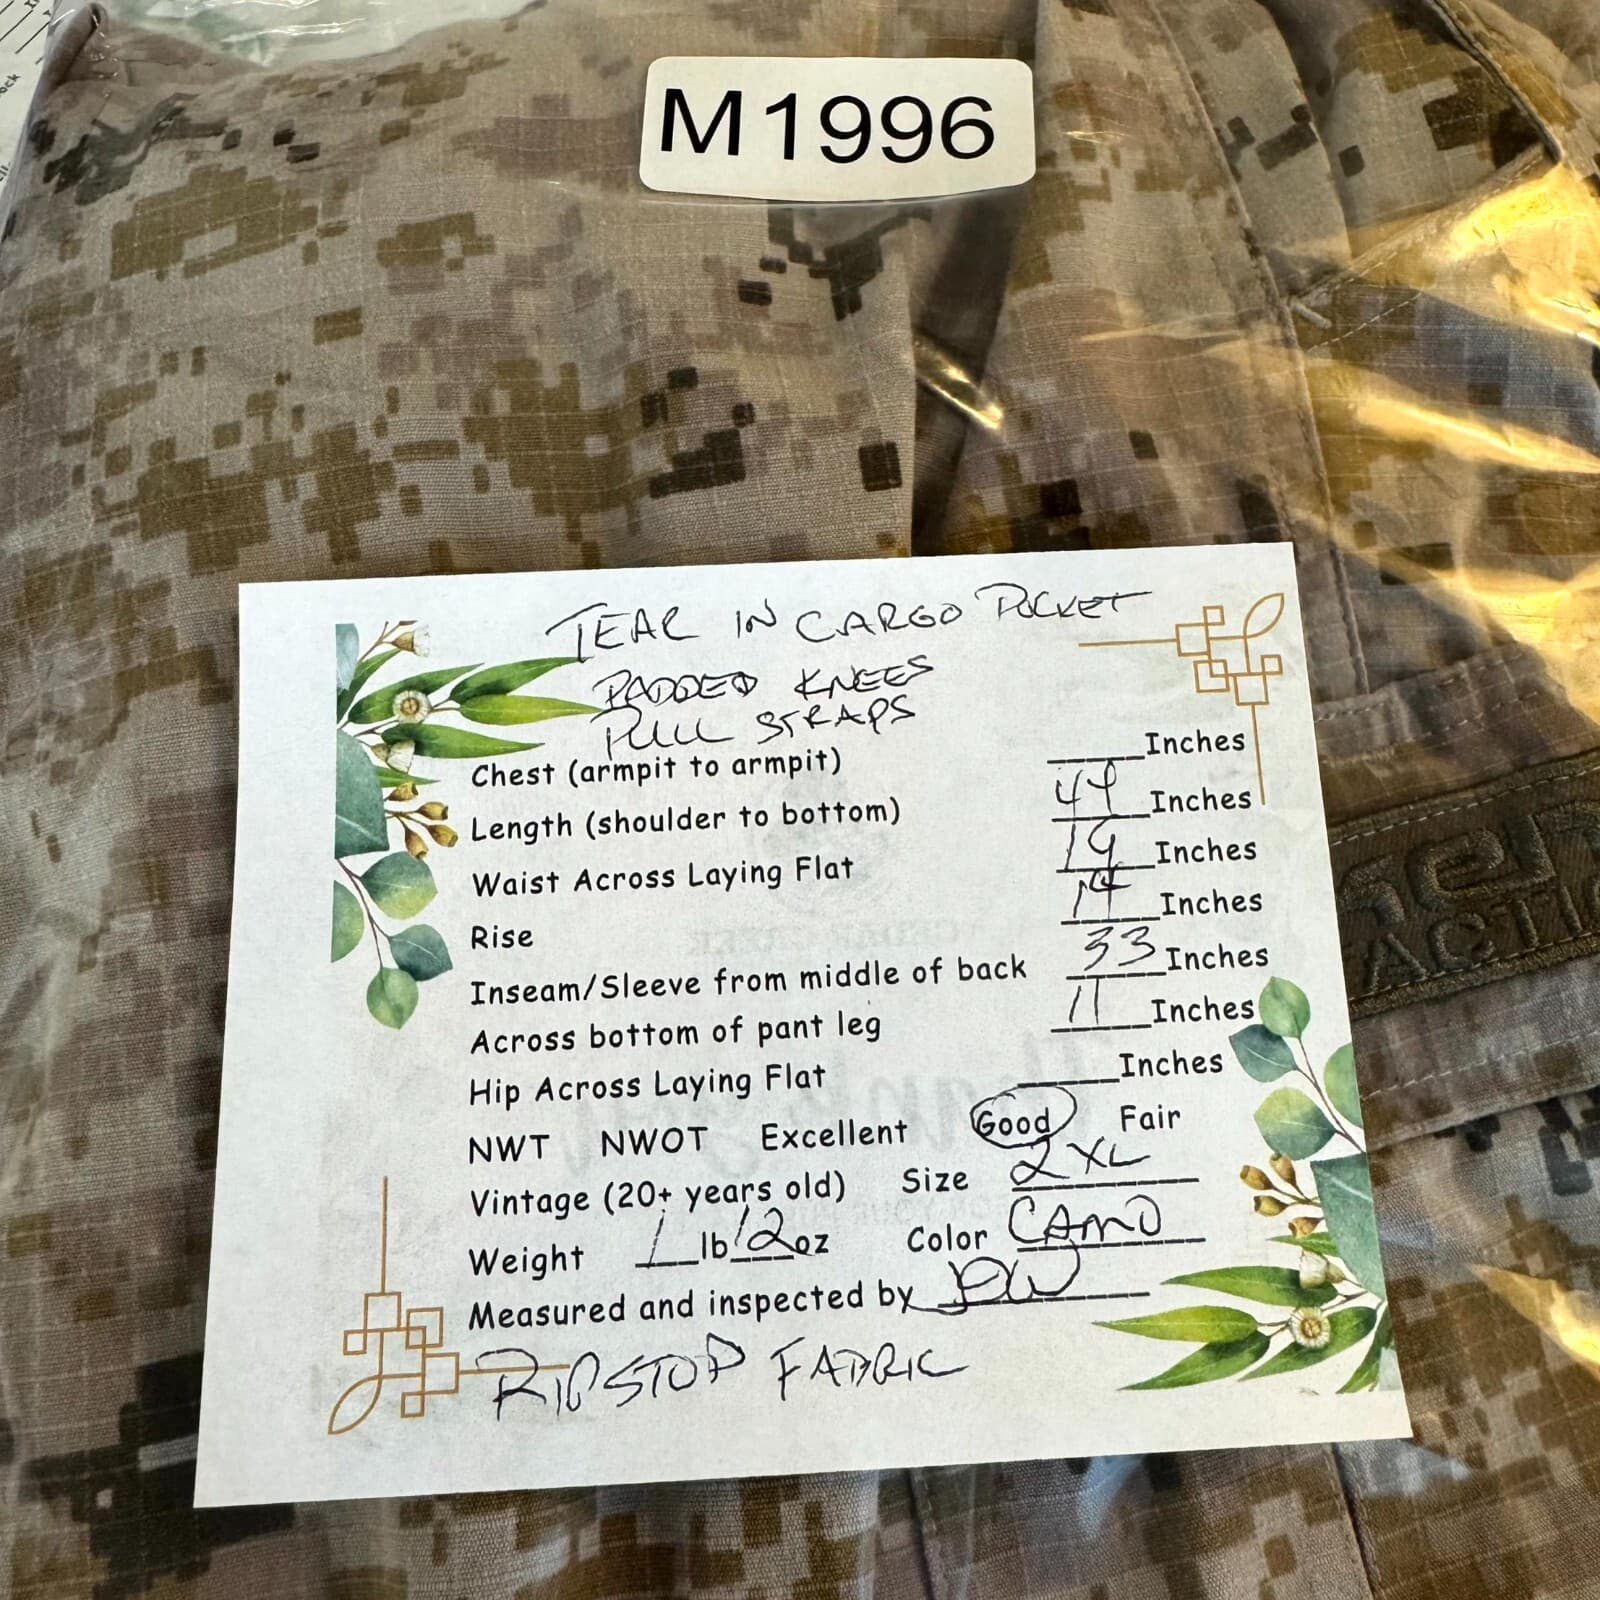 M1996
TEAR IN CARGO POCKET
PADDED KNEES
PULL STRAPS
Chest (armpit to armpit) ____Inches
Length (shoulder to bottom) 44 Inches
Waist Across Laying Flat 19 Inches
Rise 14 Inches
Inseam/Sleeve from middle of back 33 Inches
Across bottom of pant leg 11 Inches
Hip Across Laying Flat ____Inches
NWT NWOT Excellent Good Fair
Vintage (20+ years old) Size 2XL
Weight 1 lb 12 oz Color CAMO
Measured and inspected by DW
RIPSTOP FABRIC